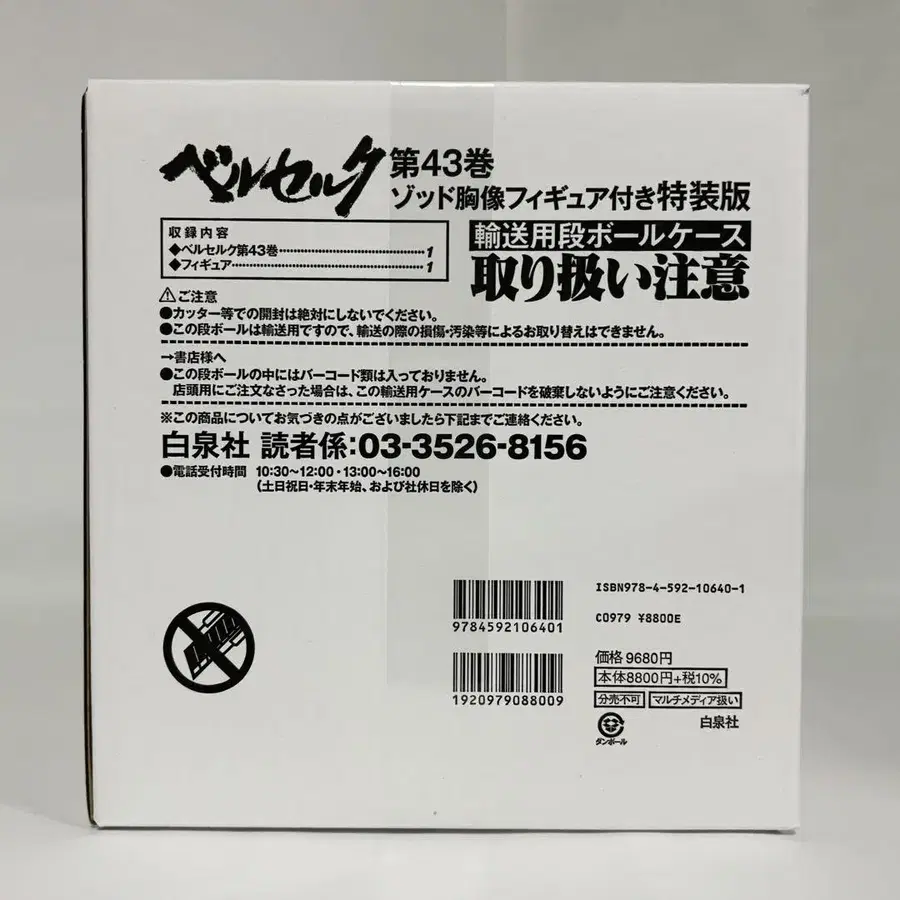 ベルセルク 第43巻
ゾッド胸像フィギュア付き特装版
収録内容
◆ベルセルク第43巻……………………1
◆フィギュア……………………………1
輸送用段ボールケース
取り扱い注意
⚠ご注意
●カッター等での開封は絶対にしないでください。
●この段ボールは輸送用ですので、輸送の際の損傷・汚染等によるお取り替えはできません。
→書店様へ
●この段ボールの中にはバーコード類は入っておりません。
店頭用にご注文なさった場合は、この輸送用ケースのバーコードを破棄しないようにご注意ください。
※この商品についてお気づきの点がございましたら下記までご連絡ください。
白泉社 読者係:03-3526-8156
●電話受付時間 10:30～12:00・13:00～16:00
(土日祝日・年末年始、および社休日を除く)
9784592106401
1920979088009
ISBN978-4-592-10640-1
C0979 ¥8800E
価格9680円
本体8800円+税10%
分売不可 マルチメディア扱い
ダンボール
白泉社